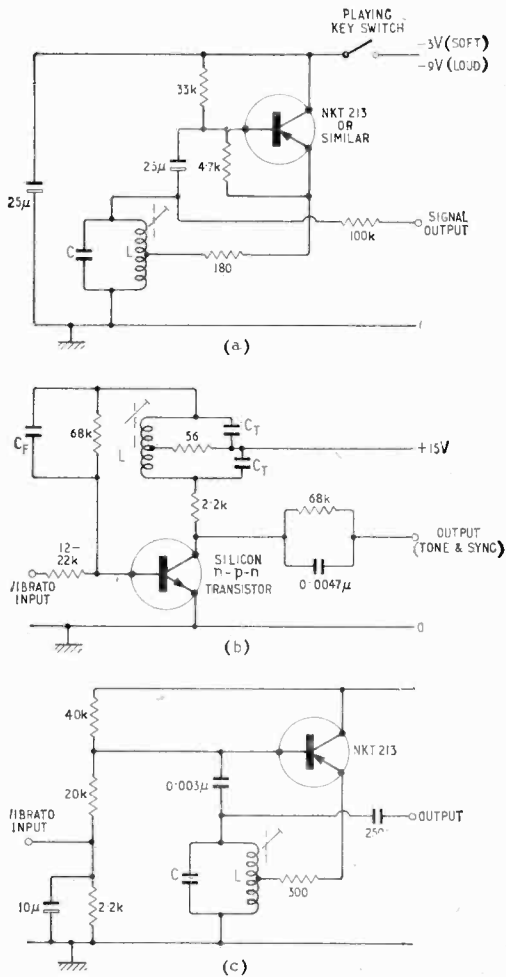 PLAYING
KEY SWITCH
-3V (SOFT)
-9V (LOUD)
33k
NKT 213
OR
SIMILAR
25μ
4.7k
25μ
C
L
180
100k
SIGNAL
OUTPUT
(a)
CF
68k
L
56
CT
CT
+15V
2.2k
68k
OUTPUT
(TONE & SYNC)
0.0047μ
12-
22k
VIBRATO
INPUT
SILICON
n-p-n
TRANSISTOR
0
(b)
40k
NKT 213
20k
0.003μ
VIBRATO
INPUT
OUTPUT
C
L
300
10μ
2.2k
(c)